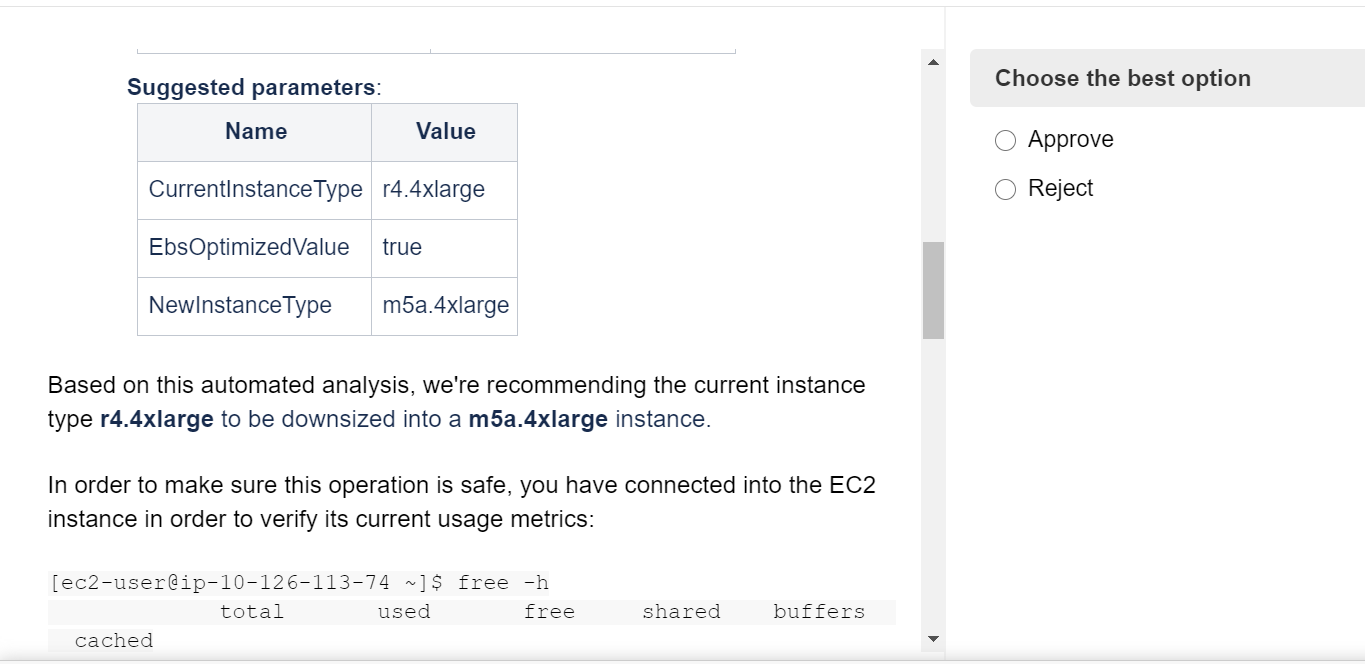 Suggested parameters:
Name Value
CurrentInstanceType r4.4xlarge
EbsOptimizedValue true
NewInstanceType m5a.4xlarge
Based on this automated analysis, we're recommending the current instance
type r4.4xlarge to be downsized into a m5a.4xlarge instance.
In order to make sure this operation is safe, you have connected into the EC2
instance in order to verify its current usage metrics:
[ec2-user@ip-10-126-113-74 ~]$ free -h
total used free shared buffers
cached
Choose the best option
Approve
Reject